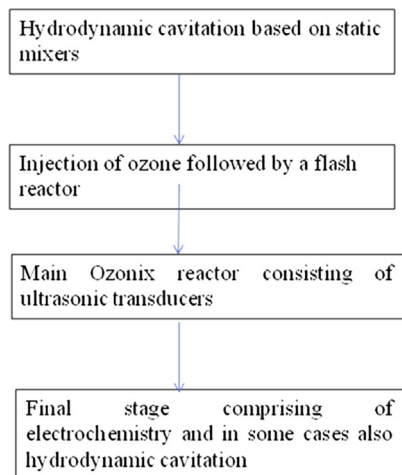 Hydrodynamic cavitation based on static
mixers
Injection of ozone followed by a flash
reactor
Main Ozonix reactor consisting of
ultrasonic transducers
Final stage comprising of
electrochemistry and in some cases also
hydrodynamic cavitation